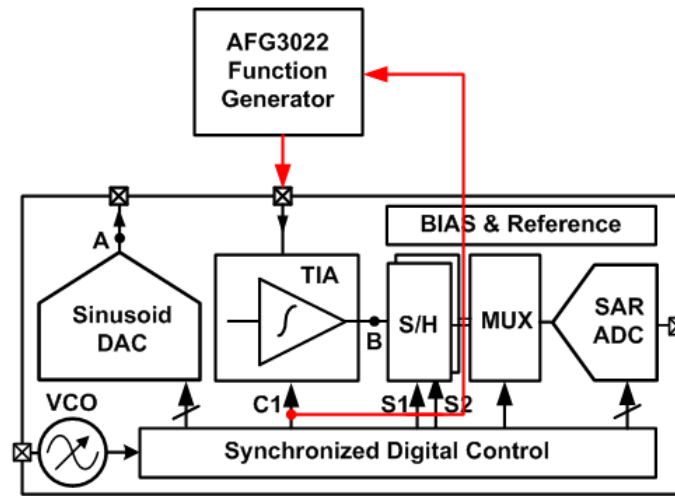 AFG3022
Function
Generator
BIAS & Reference
A
TIA
Sinusoid
DAC
B
S/H
MUX
SAR
ADC
VCO
C1
S1
S2
Synchronized Digital Control